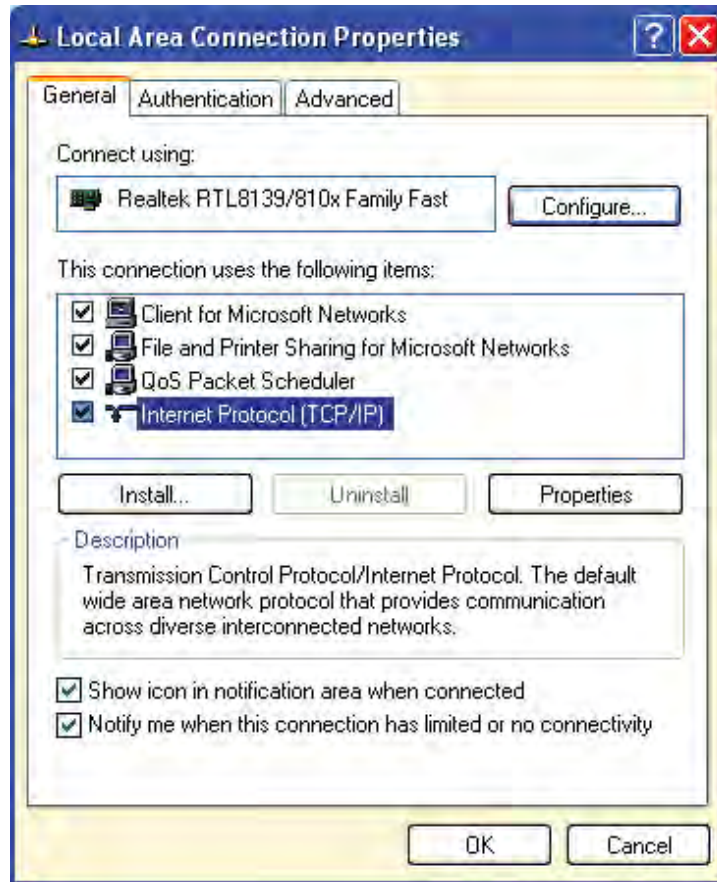 Local Area Connection Properties
General Authentication Advanced
Connect using:
Realtek RTL8139/810x Family Fast Configure...
This connection uses the following items:
Client for Microsoft Networks
File and Printer Sharing for Microsoft Networks
QoS Packet Scheduler
Internet Protocol (TCP/IP)
Install... Uninstall Properties
Description
Transmission Control Protocol/Internet Protocol. The default
wide area network protocol that provides communication
across diverse interconnected networks.
Show icon in notification area when connected
Notify me when this connection has limited or no connectivity
OK Cancel